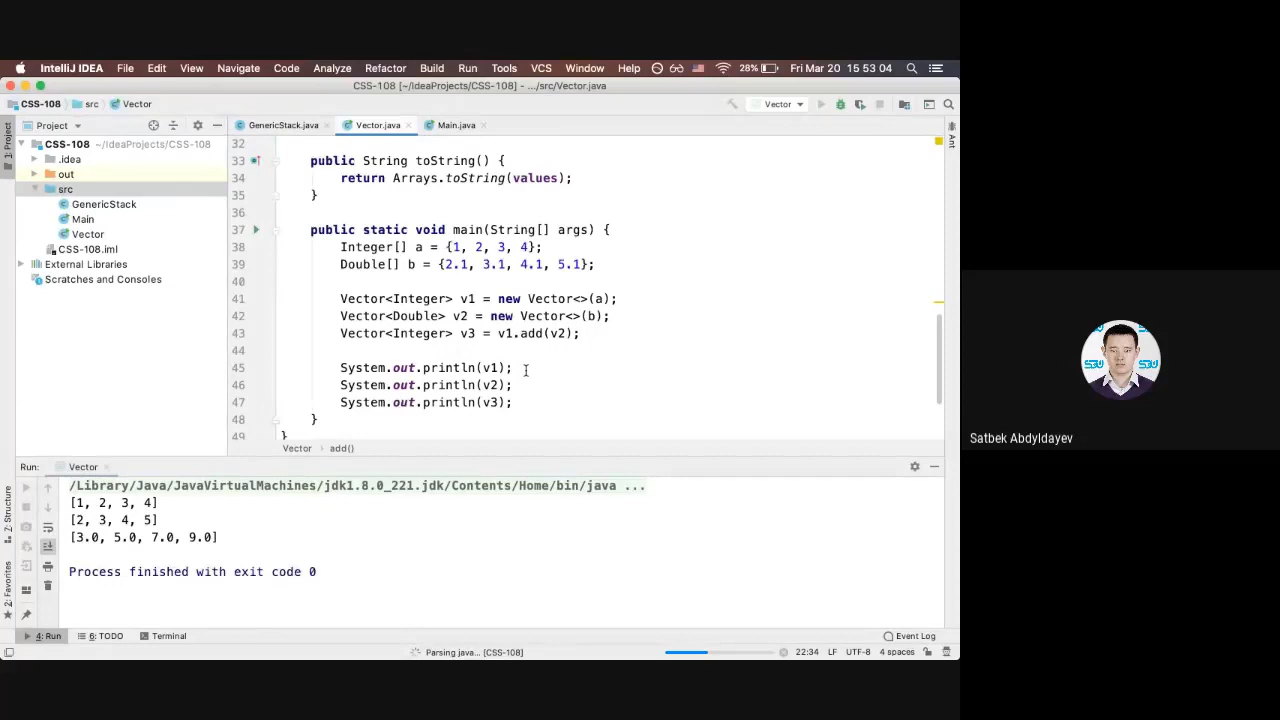 IntelliJ IDEA File Edit View Navigate Code Analyze Refactor Build Run Tools VCS Window Help 28% Fri Mar 20 15 53 04
CSS-108 [~/IdeaProjects/CSS-108] - .../src/Vector.java
CSS-108 src Vector Vector
Project GenericStack.java Vector.java Main.java
1: Project
Ant
CSS-108 ~/IdeaProjects/CSS-108
.idea
out
src
GenericStack
Main
Vector
CSS-108.iml
External Libraries
Scratches and Consoles
32
33 public String toString() {
34 return Arrays.toString(values);
35 }
36
37 public static void main(String[] args) {
38 Integer[] a = {1, 2, 3, 4};
39 Double[] b = {2.1, 3.1, 4.1, 5.1};
40
41 Vector<Integer> v1 = new Vector<>(a);
42 Vector<Double> v2 = new Vector<>(b);
43 Vector<Integer> v3 = v1.add(v2);
44
45 System.out.println(v1);
46 System.out.println(v2);
47 System.out.println(v3);
48 }
49 }
Vector add()
Satbek Abdyldayev
Run: Vector
/Library/Java/JavaVirtualMachines/jdk1.8.0_221.jdk/Contents/Home/bin/java ...
[1, 2, 3, 4]
[2, 3, 4, 5]
[3.0, 5.0, 7.0, 9.0]
Process finished with exit code 0
7: Structure
2: Favorites
4: Run 6: TODO Terminal Event Log
Parsing java... [CSS-108] 22:34 LF UTF-8 4 spaces